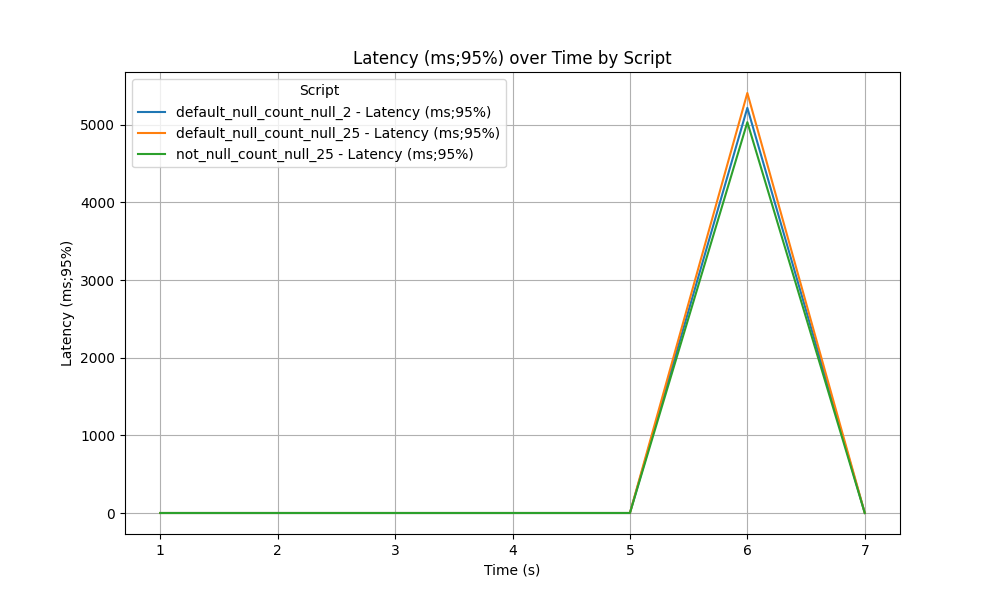 Latency (ms;95%) over Time by Script
Script
default_null_count_null_2 - Latency (ms;95%)
default_null_count_null_25 - Latency (ms;95%)
not_null_count_null_25 - Latency (ms;95%)
Latency (ms;95%)
5000
4000
3000
2000
1000
0
1 2 3 4 5 6 7
Time (s)